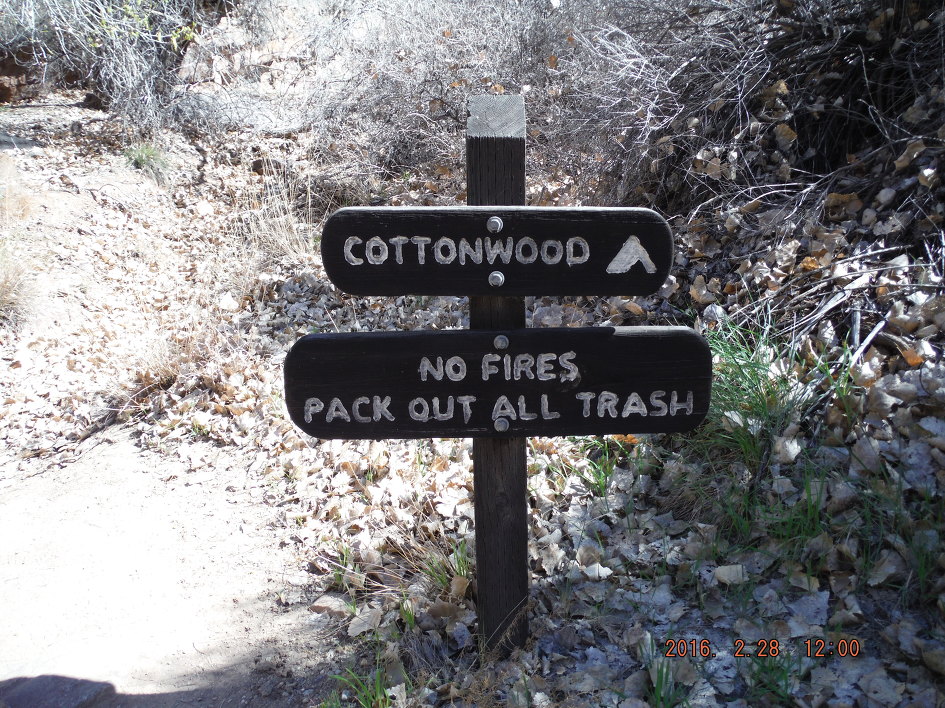 COTTONWOOD
NO FIRES
PACK OUT ALL TRASH
2016. 2.28 12:00